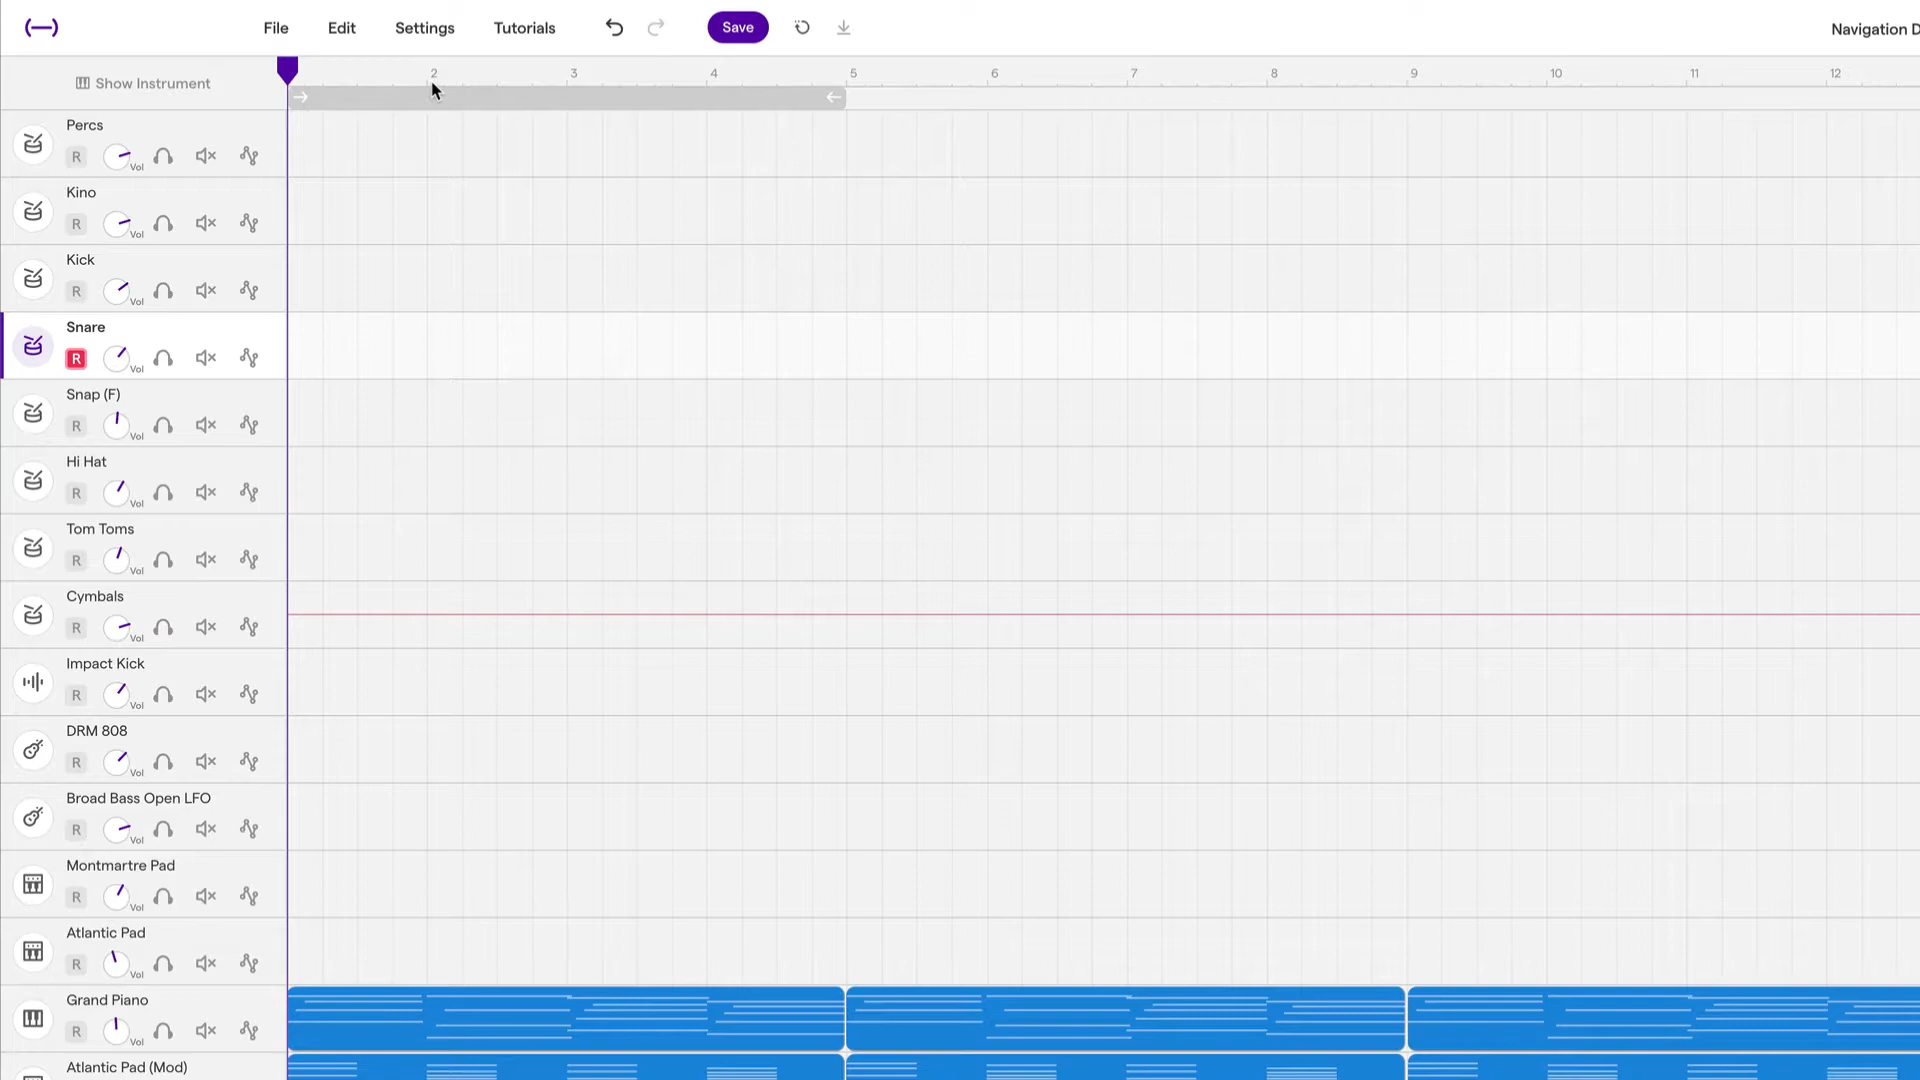 File Edit Settings Tutorials Save Navigation D
Show Instrument
2 3 4 5 6 7 8 9 10 11 12
Percs
R Vol
Kino
R Vol
Kick
R Vol
Snare
R Vol
Snap (F)
R Vol
Hi Hat
R Vol
Tom Toms
R Vol
Cymbals
R Vol
Impact Kick
R Vol
DRM 808
R Vol
Broad Bass Open LFO
R Vol
Montmartre Pad
R Vol
Atlantic Pad
R Vol
Grand Piano
R Vol
Atlantic Pad (Mod)